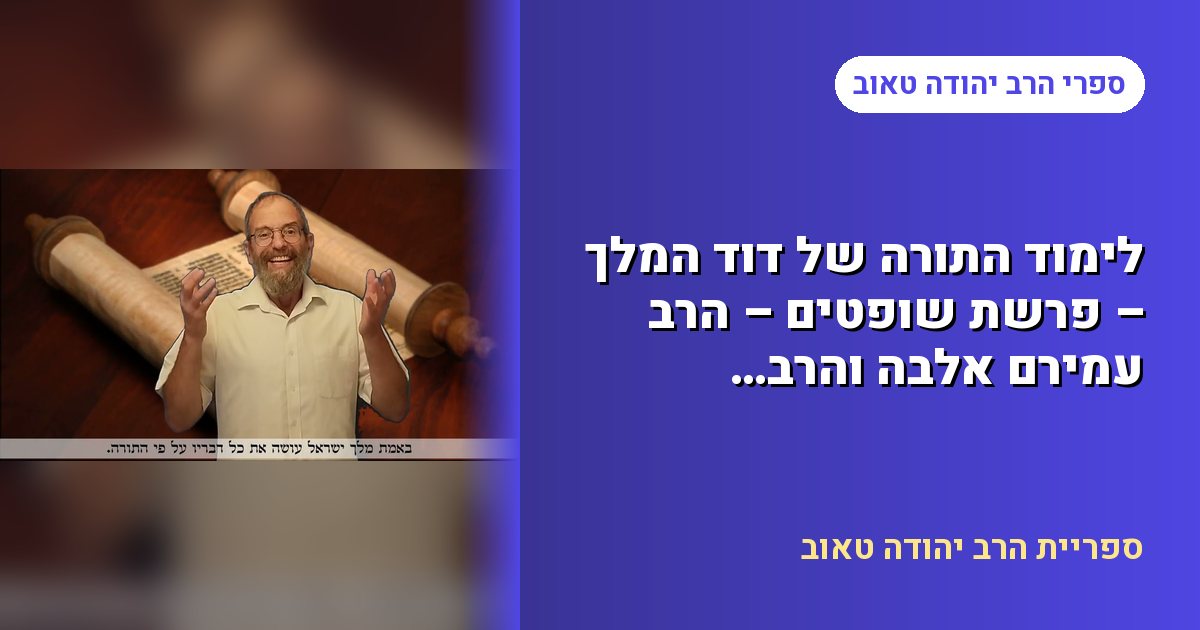 ספרי הרב יהודה טאוב
לימוד התורה של דוד המלך
– פרשת שופטים – הרב
עמירם אלבה והרב...
באמת מלך ישראל עושה את כל דבריו על פי התורה.
ספריית הרב יהודה טאוב